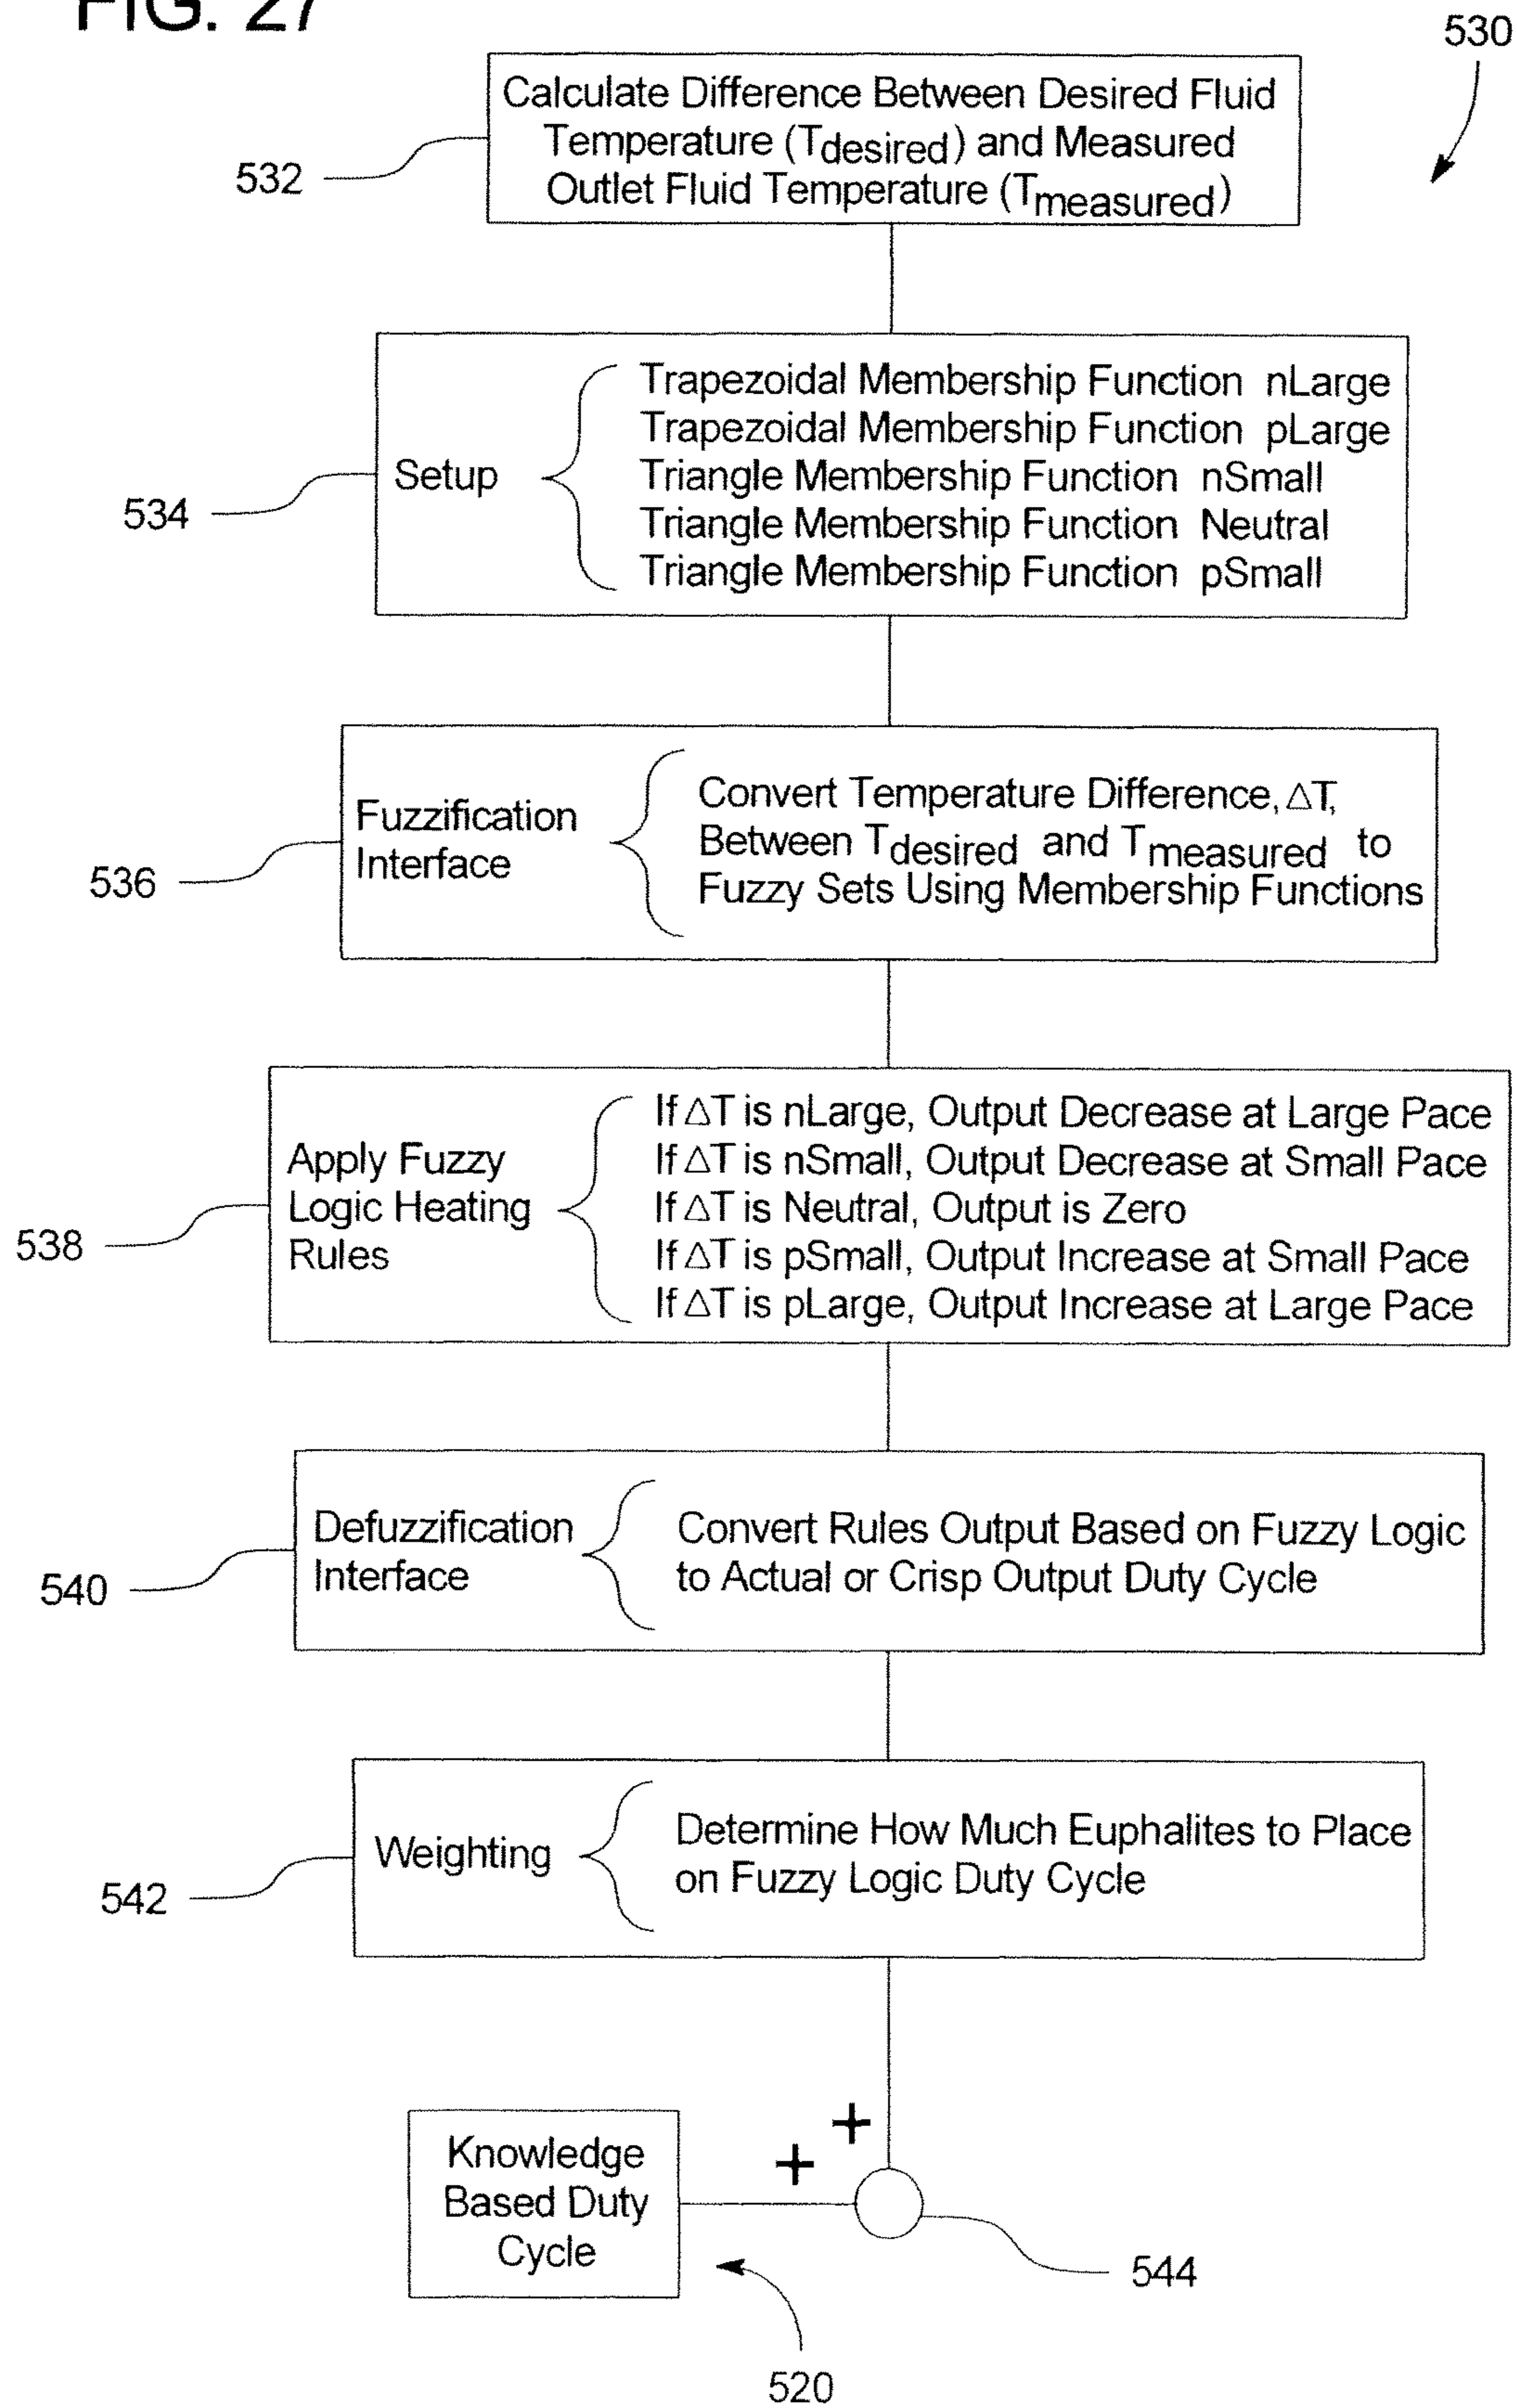 FIG. 27
530
Calculate Difference Between Desired Fluid
Temperature (Tdesired) and Measured
Outlet Fluid Temperature (Tmeasured)
532
Setup
Trapezoidal Membership Function nLarge
Trapezoidal Membership Function pLarge
Triangle Membership Function nSmall
Triangle Membership Function Neutral
Triangle Membership Function pSmall
534
Fuzzification
Interface
Convert Temperature Difference, △T,
Between Tdesired and Tmeasured to
Fuzzy Sets Using Membership Functions
536
Apply Fuzzy
Logic Heating
Rules
If △T is nLarge, Output Decrease at Large Pace
If △T is nSmall, Output Decrease at Small Pace
If △T is Neutral, Output is Zero
If △T is pSmall, Output Increase at Small Pace
If △T is pLarge, Output Increase at Large Pace
538
Defuzzification
Interface
Convert Rules Output Based on Fuzzy Logic
to Actual or Crisp Output Duty Cycle
540
Weighting
Determine How Much Euphalites to Place
on Fuzzy Logic Duty Cycle
542
+
+
Knowledge
Based Duty
Cycle
544
520